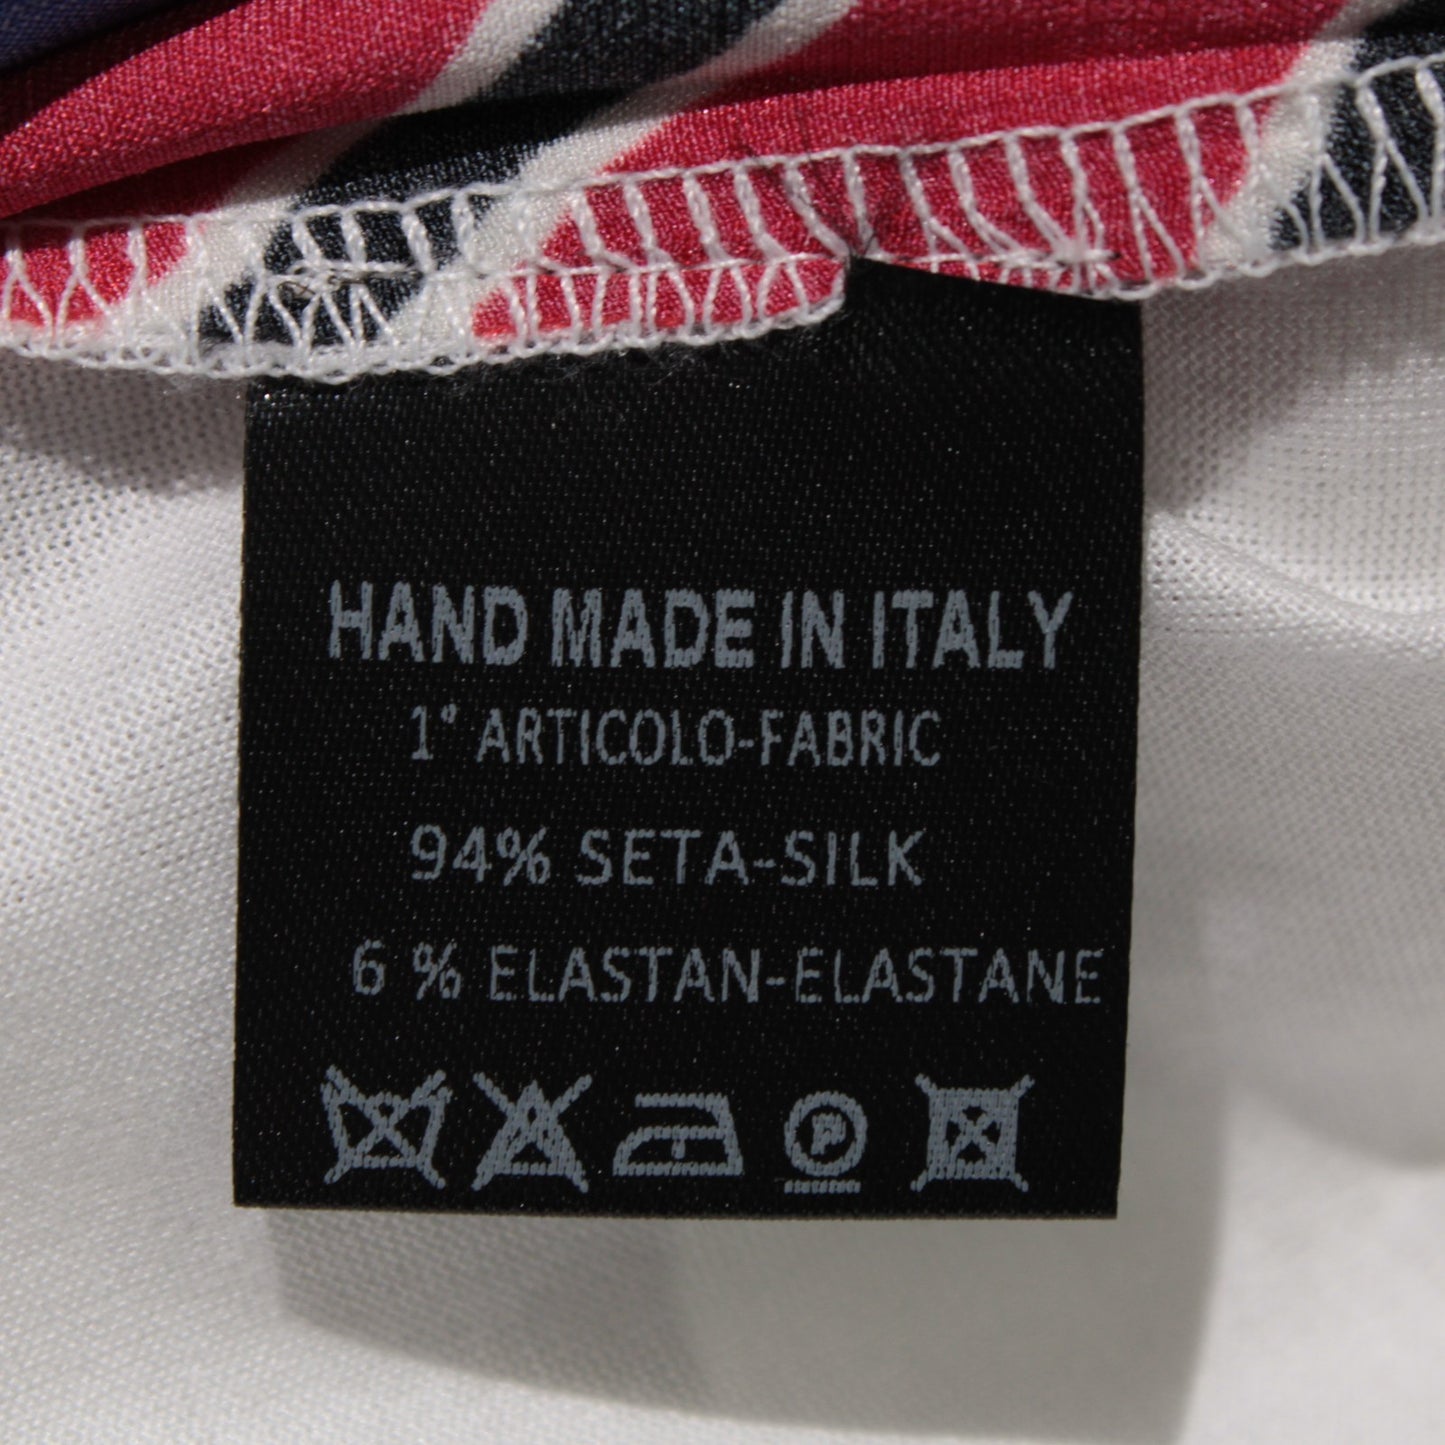 HAND MADE IN ITALY
1° ARTICOLO-FABRIC
94% SETA-SILK
6 % ELASTAN-ELASTANE
P